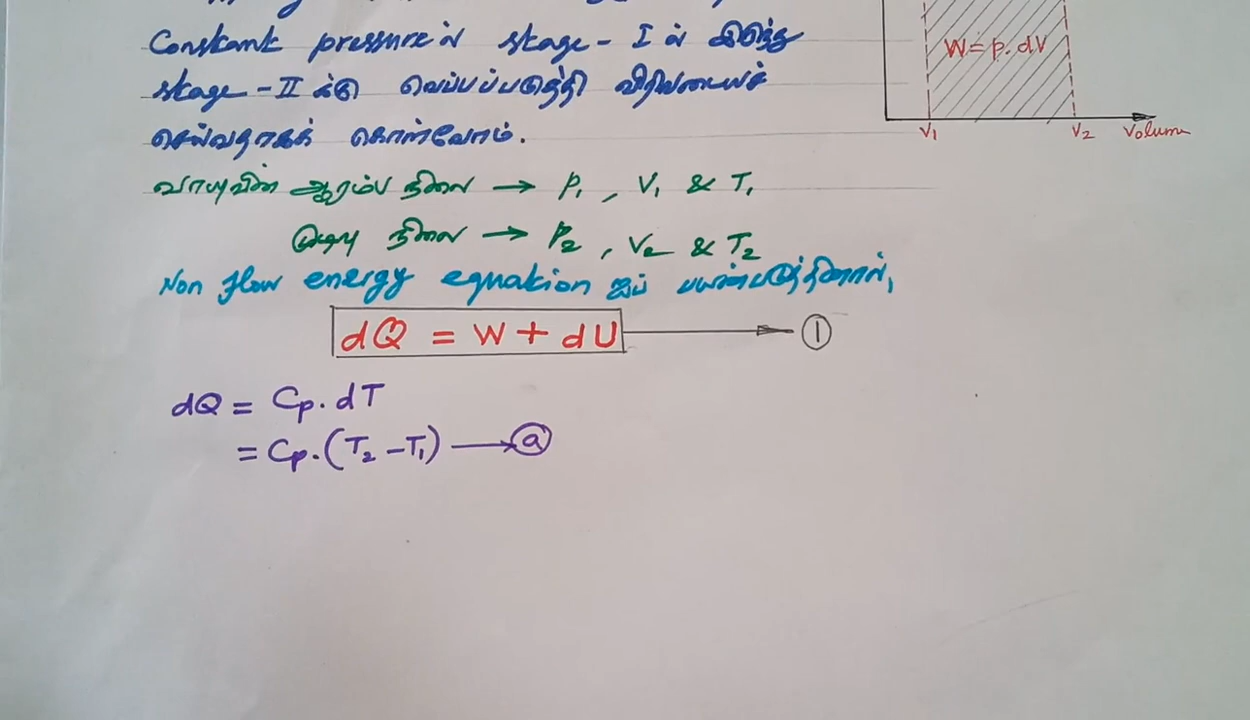 Constant pressure ல் stage - I ல் இருந்து
stage - II க்கு வெப்பப்படுத்தி விரிவடையச்
செய்வதாகக் கொள்வோம்.
W = p. dV
V₁ V₂ Volume
வாயுவின் ஆரம்ப நிலை → P₁ , V₁ & T₁
முடிவு நிலை → P₂ , V₂ & T₂
Non flow energy equation ஐப் பயன்படுத்தினால்,
dQ = W + dU → ①
dQ = Cp. dT
= Cp. (T₂ - T₁) → ⓐ